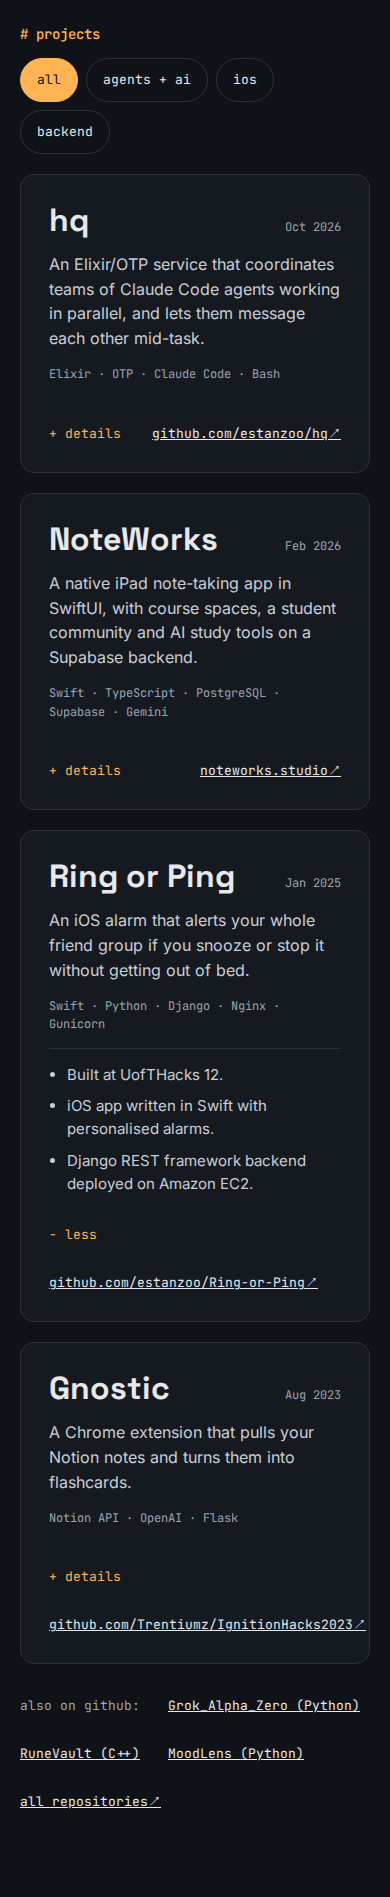 # projects
all
agents + ai
ios
backend
hq
Oct 2026
An Elixir/OTP service that coordinates
teams of Claude Code agents working
in parallel, and lets them message
each other mid-task.
Elixir · OTP · Claude Code · Bash
+ details
github.com/estanzoo/hq↗
NoteWorks
Feb 2026
A native iPad note-taking app in
SwiftUI, with course spaces, a student
community and AI study tools on a
Supabase backend.
Swift · TypeScript · PostgreSQL ·
Supabase · Gemini
+ details
noteworks.studio↗
Ring or Ping
Jan 2025
An iOS alarm that alerts your whole
friend group if you snooze or stop it
without getting out of bed.
Swift · Python · Django · Nginx ·
Gunicorn
• Built at UofTHacks 12.
• iOS app written in Swift with
personalised alarms.
• Django REST framework backend
deployed on Amazon EC2.
- less
github.com/estanzoo/Ring-or-Ping↗
Gnostic
Aug 2023
A Chrome extension that pulls your
Notion notes and turns them into
flashcards.
Notion API · OpenAI · Flask
+ details
github.com/Trentiumz/IgnitionHacks2023↗
also on github:
Grok_Alpha_Zero (Python)
RuneVault (C++)
MoodLens (Python)
all repositories↗